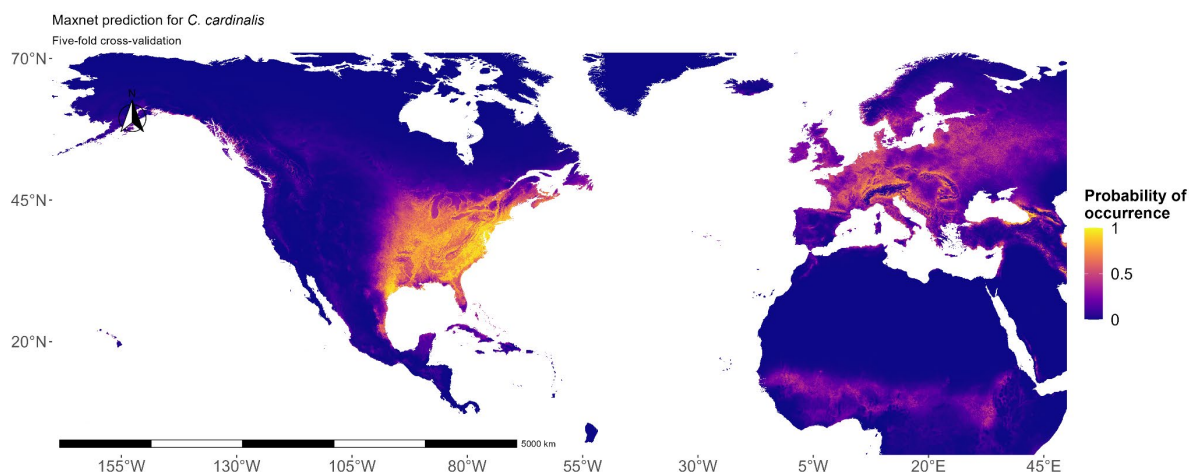 Maxnet prediction for C. cardinalis
Five-fold cross-validation
70°N
45°N
20°N
N
5000 km
155°W 130°W 105°W 80°W 55°W 30°W 5°W 20°E 45°E
Probability of
occurrence
1
0.5
0